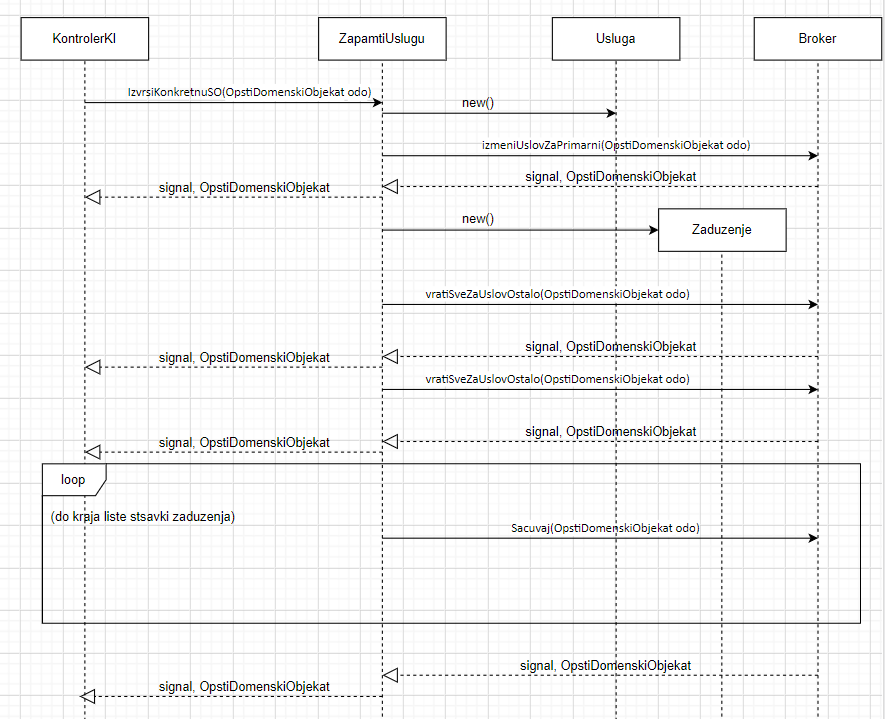 KontrolerKI
ZapamtiUslugu
Usluga
Broker
IzvrsiKonkretnuSO(OpstiDomenskiObjekat odo)
new()
izmeniUslovZaPrimarni(OpstiDomenskiObjekat odo)
signal, OpstiDomenskiObjekat
signal, OpstiDomenskiObjekat
new()
Zaduzenje
vratiSveZaUslovOstalo(OpstiDomenskiObjekat odo)
signal, OpstiDomenskiObjekat
signal, OpstiDomenskiObjekat
vratiSveZaUslovOstalo(OpstiDomenskiObjekat odo)
signal, OpstiDomenskiObjekat
signal, OpstiDomenskiObjekat
loop
(do kraja liste stsavki zaduzenja)
Sacuvaj(OpstiDomenskiObjekat odo)
signal, OpstiDomenskiObjekat
signal, OpstiDomenskiObjekat